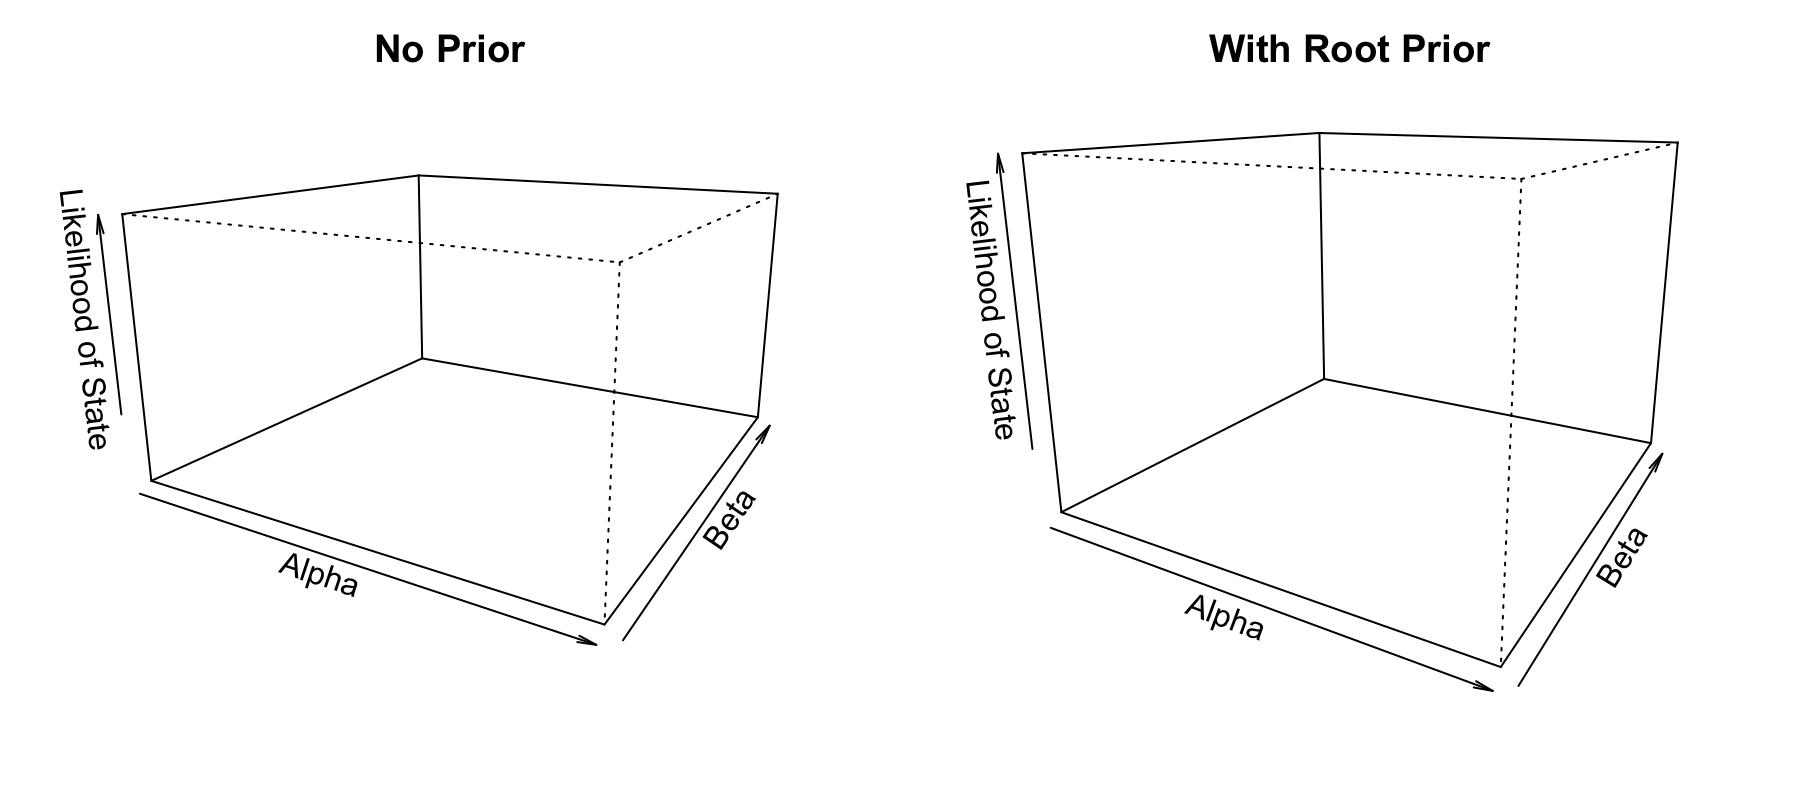 No Prior
Likelihood of State
Alpha
Beta
With Root Prior
Likelihood of State
Alpha
Beta